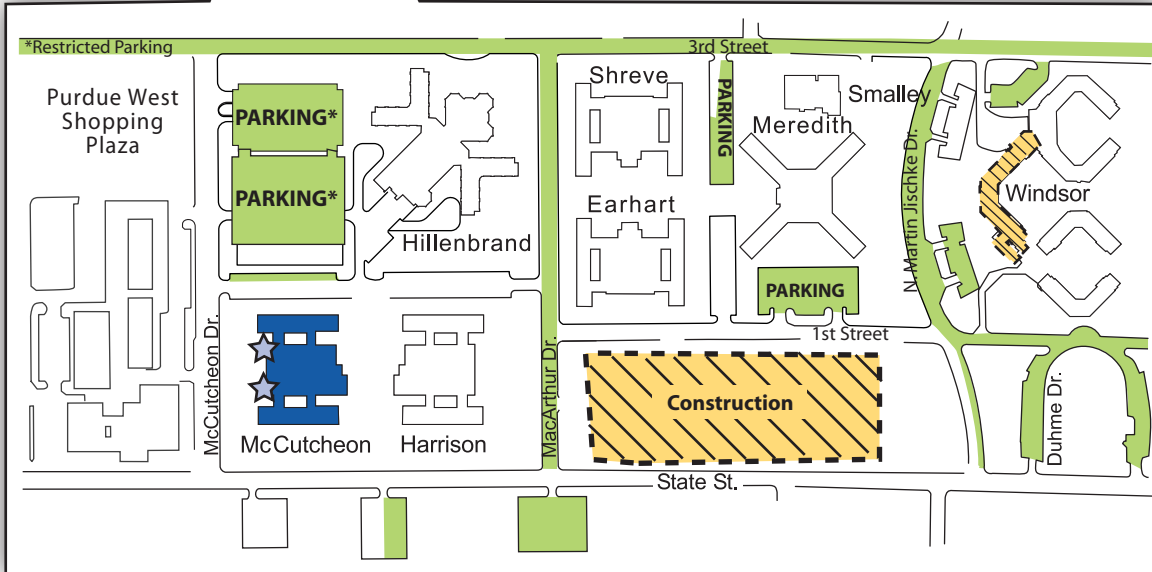 *Restricted Parking
3rd Street
Purdue West
Shopping
Plaza
PARKING*
PARKING*
Hillenbrand
Shreve
Earhart
PARKING
Smalley
Meredith
PARKING
N. Martin Jischke Dr.
Windsor
1st Street
McCutcheon Dr.
McCutcheon
Harrison
MacArthur Dr.
Construction
Duhme Dr.
State St.